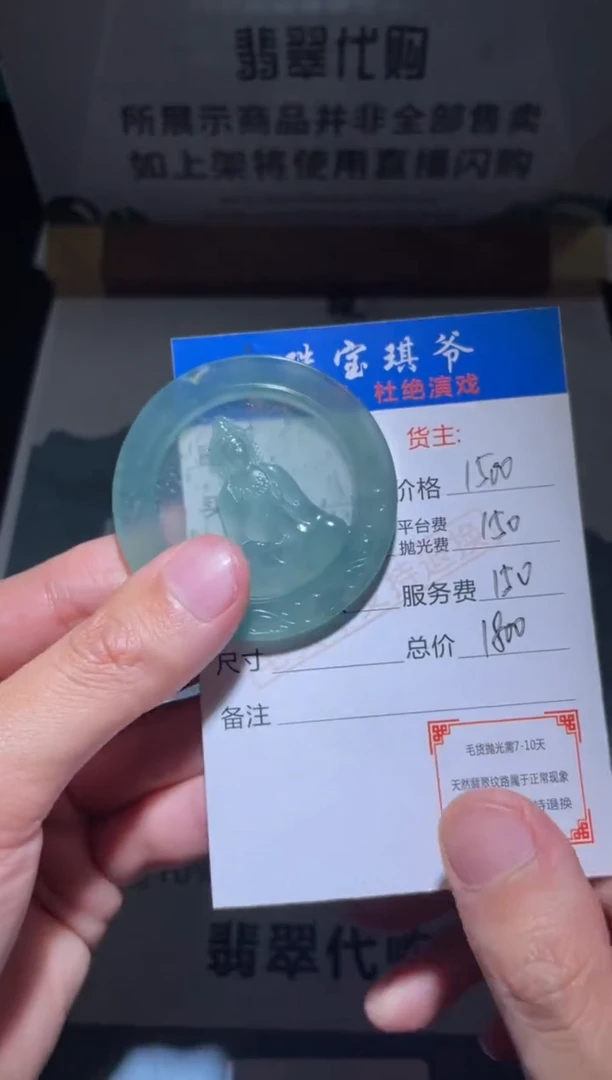 翡翠代购
所展示商品并非全部售卖
如上架将使用直播闪购
珠宝琪爷
杜绝演戏
货主:
价格 1500
平台费
抛光费 150
服务费 150
尺寸 总价 1800
备注
毛货抛光需7-10天
天然翡翠纹路属于正常现象
持退换
翡翠代购